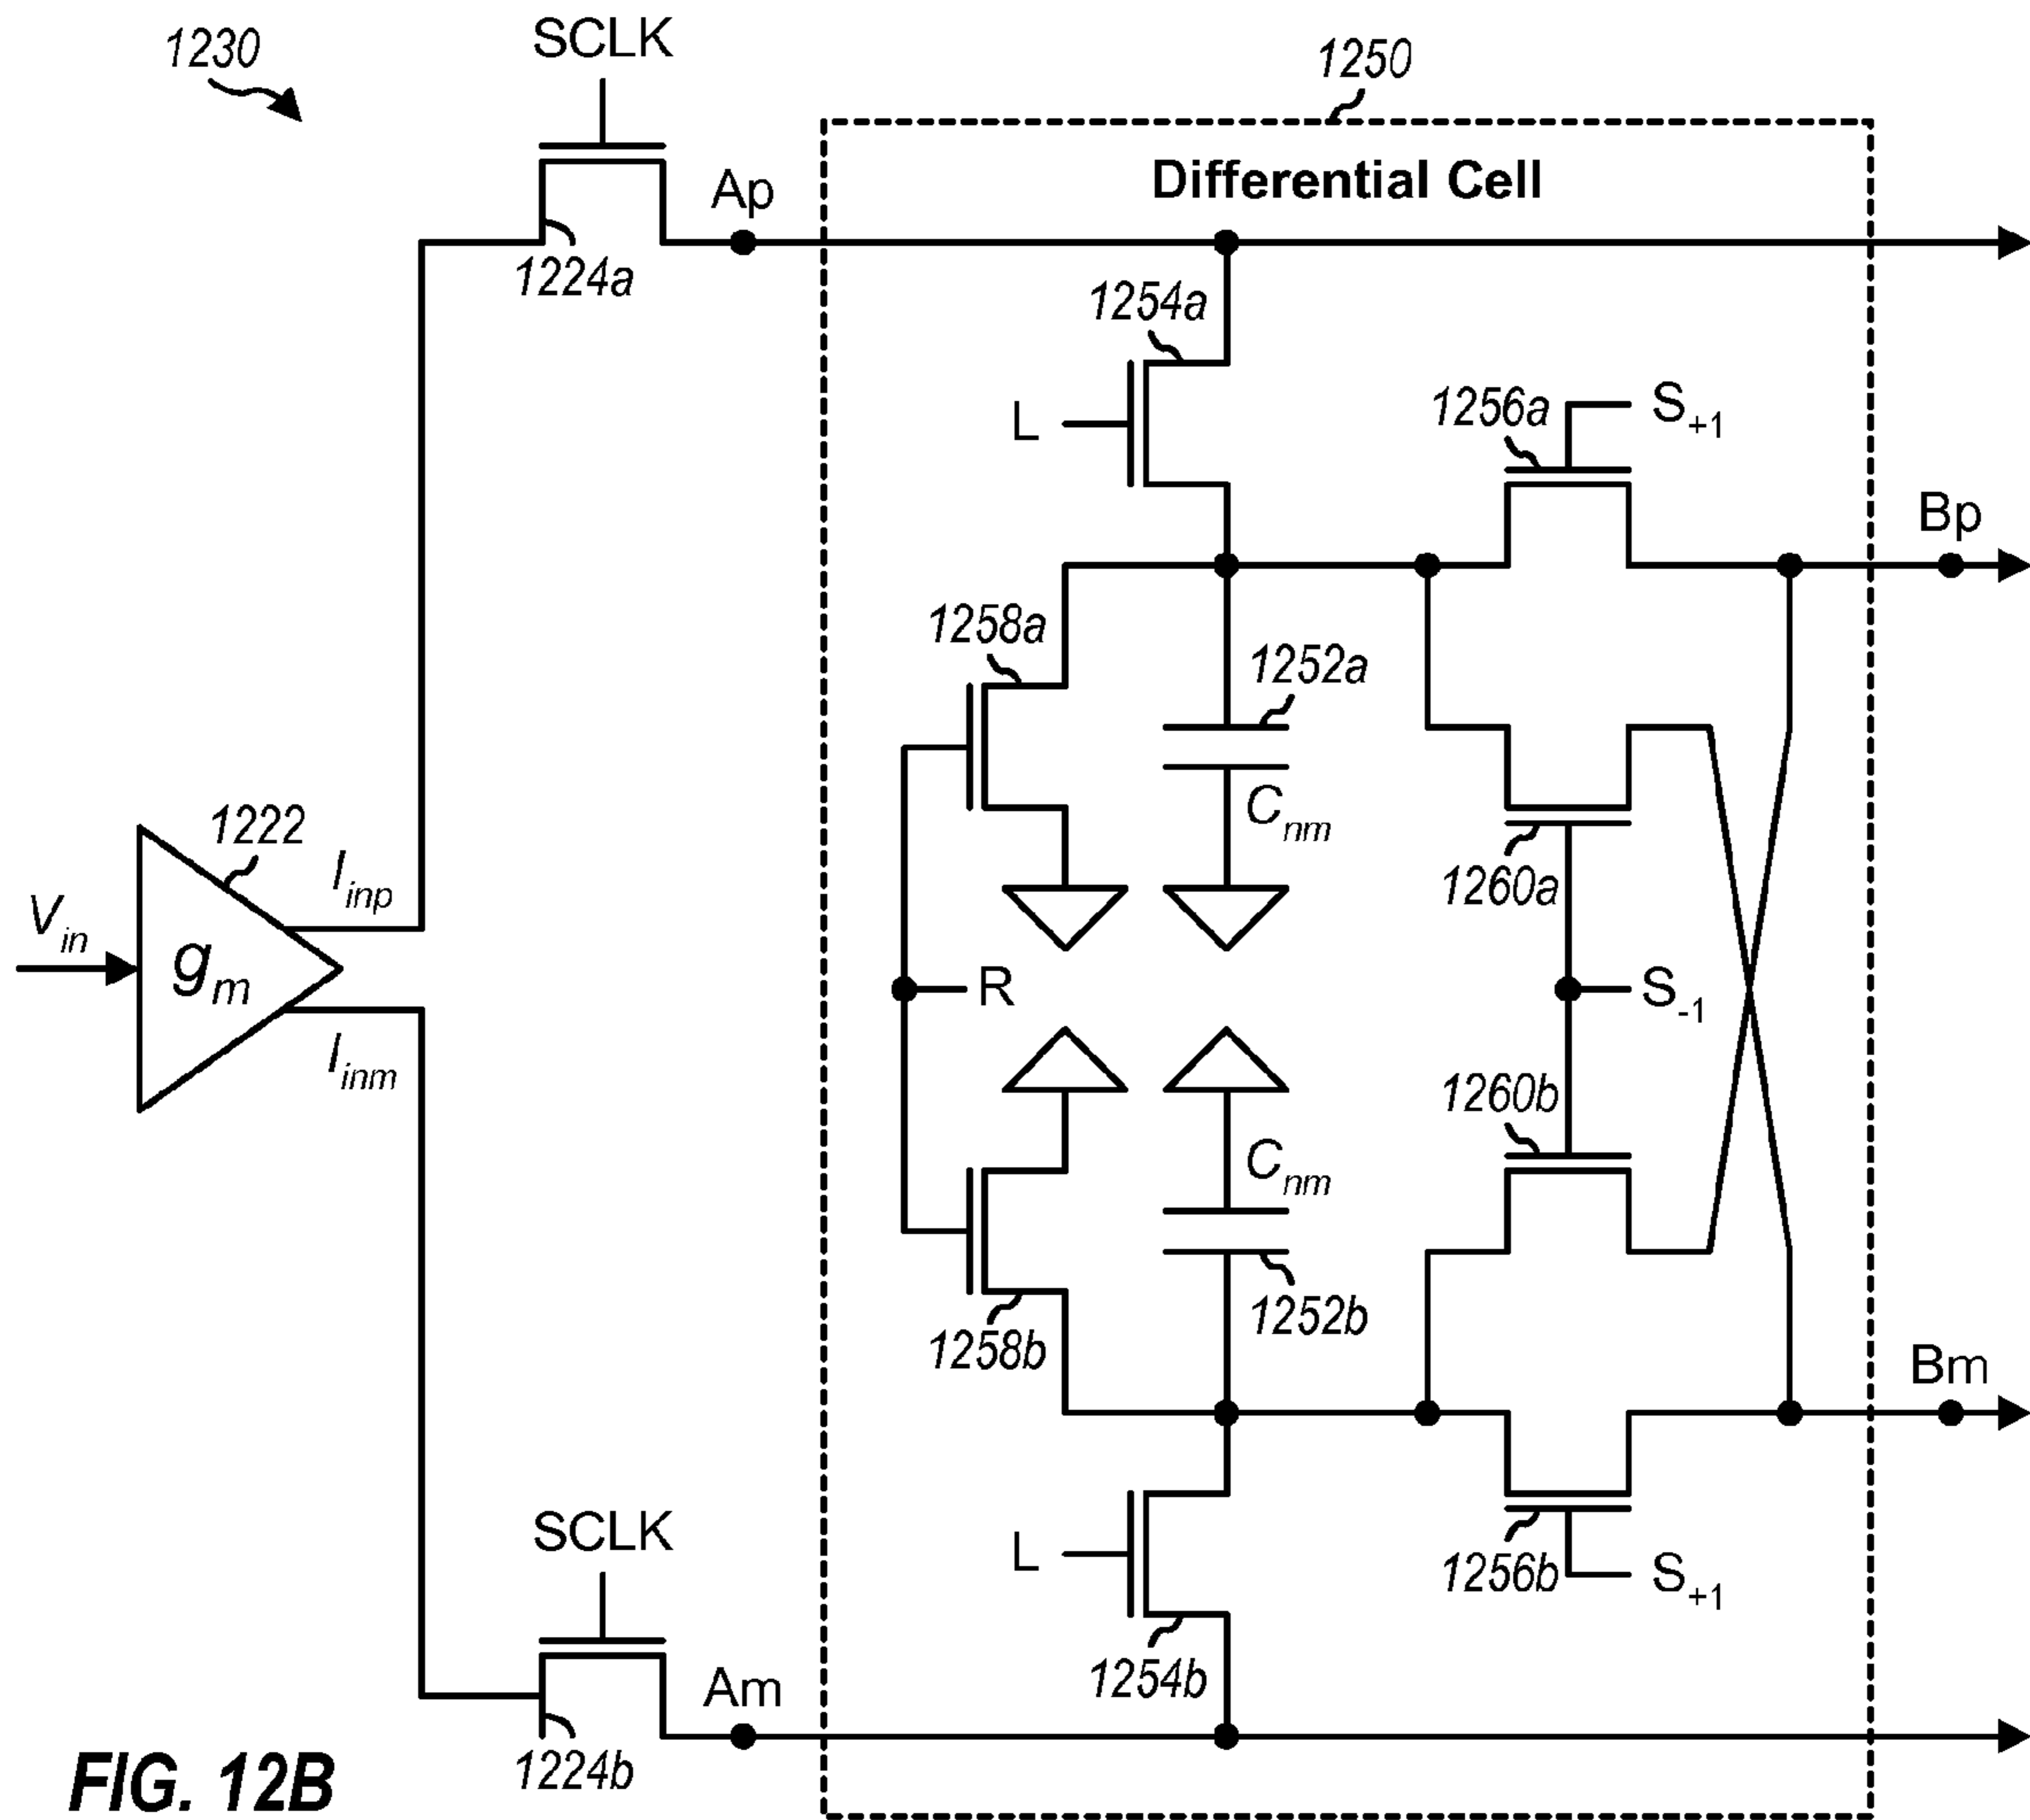 1230
SCLK
1250
Differential Cell
Ap
1224a
1254a
L
1256a
S+1
Bp
1258a
1252a
Cnm
1260a
1222
Iinp
Vin
gm
Iinm
R
S-1
1260b
Cnm
1252b
1258b
Bm
SCLK
L
1256b
S+1
Am
1254b
1224b
FIG. 12B